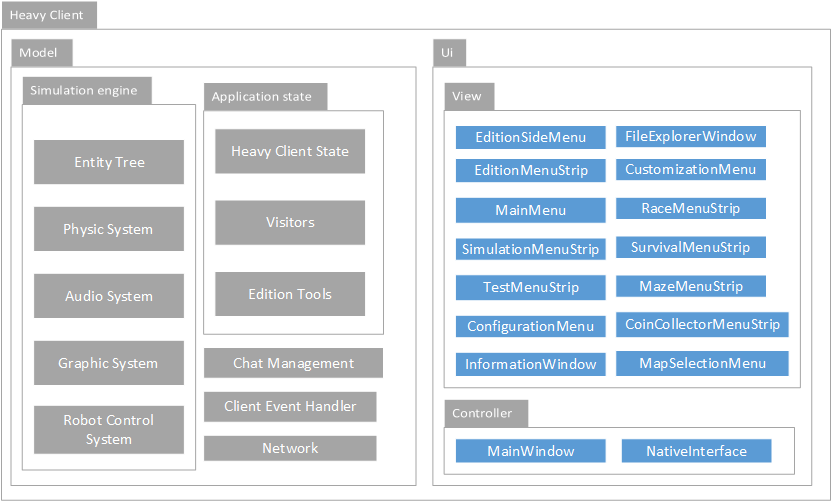 Heavy Client
Model
Simulation engine
Entity Tree
Physic System
Audio System
Graphic System
Robot Control
System
Application state
Heavy Client State
Visitors
Edition Tools
Chat Management
Client Event Handler
Network
Ui
View
EditionSideMenu
FileExplorerWindow
EditionMenuStrip
CustomizationMenu
MainMenu
RaceMenuStrip
SimulationMenuStrip
SurvivalMenuStrip
TestMenuStrip
MazeMenuStrip
ConfigurationMenu
CoinCollectorMenuStrip
InformationWindow
MapSelectionMenu
Controller
MainWindow
NativeInterface